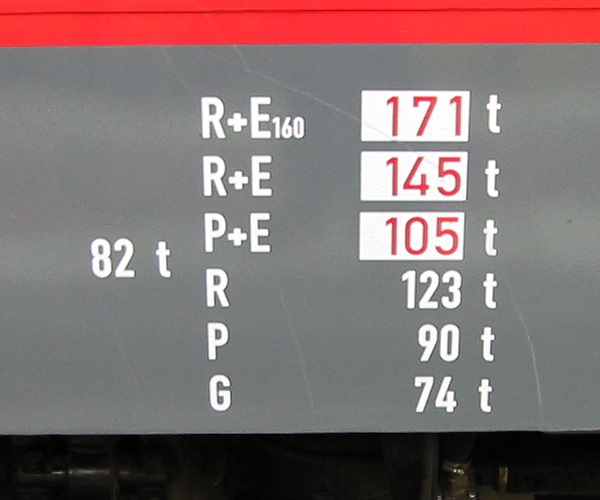 R+E160 171 t
R+E 145 t
P+E 105 t
82 t
R 123 t
P 90 t
G 74 t